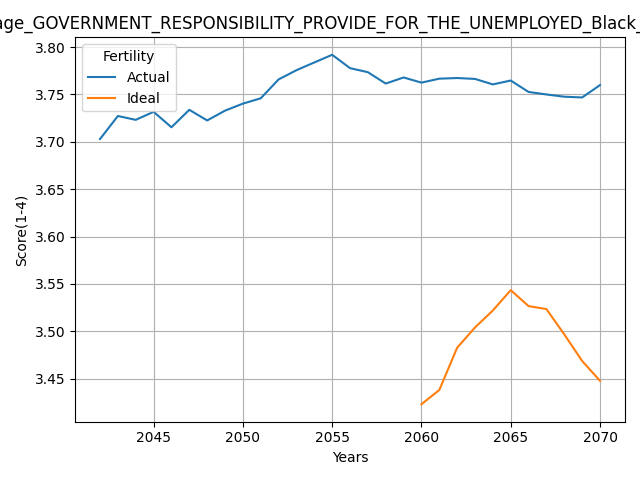 age_GOVERNMENT_RESPONSIBILITY_PROVIDE_FOR_THE_UNEMPLOYED_Black_
Fertility
Actual
Ideal
3.80
3.75
3.70
3.65
3.60
3.55
3.50
3.45
Score(1-4)
2045 2050 2055 2060 2065 2070
Years